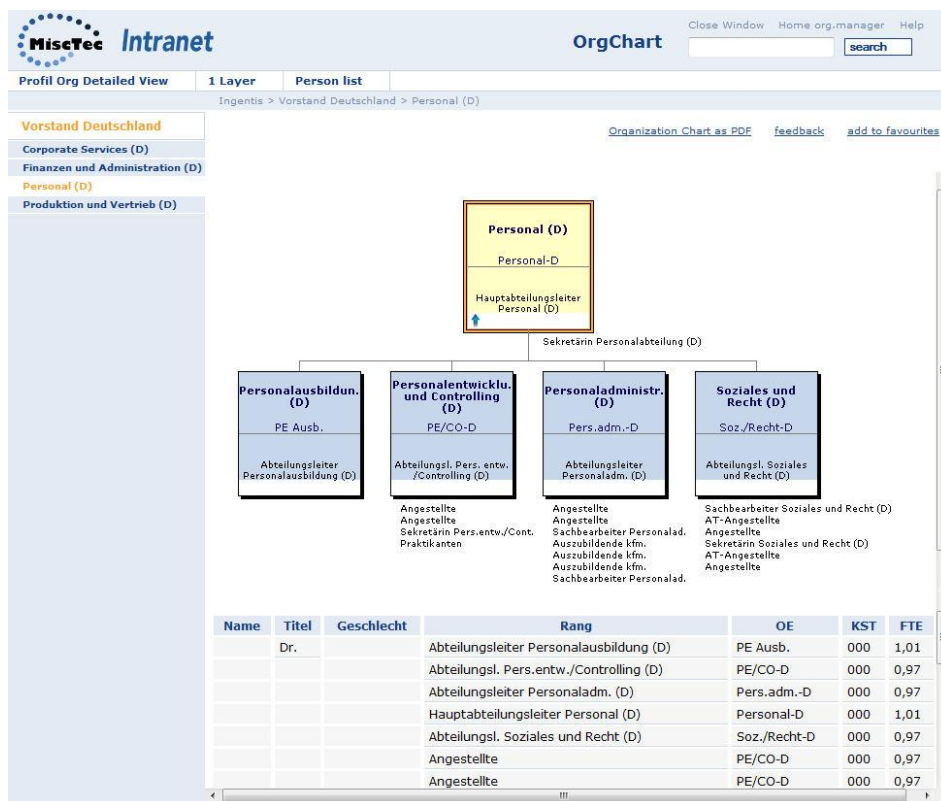 MiscTec Intranet
OrgChart
Close Window Home org.manager Help
search
Profil Org Detailed View 1 Layer Person list
Ingentis > Vorstand Deutschland > Personal (D)
Vorstand Deutschland
Corporate Services (D)
Finanzen und Administration (D)
Personal (D)
Produktion und Vertrieb (D)
Organization Chart as PDF feedback add to favourites
Personal (D)
Personal-D
Hauptabteilungsleiter
Personal (D)
Sekretärin Personalabteilung (D)
Personalausbildun.
(D)
PE Ausb.
Abteilungsleiter
Personalausbildung (D)
Personalentwicklu.
und Controlling
(D)
PE/CO-D
Abteilungsl. Pers. entw.
/Controlling (D)
Angestellte
Angestellte
Sekretärin Pers.entw./Cont.
Praktikanten
Personaladministr.
(D)
Pers.adm.-D
Abteilungsleiter
Personaladm. (D)
Angestellte
Angestellte
Sachbearbeiter Personalad.
Auszubildende kfm.
Auszubildende kfm.
Auszubildende kfm.
Sachbearbeiter Personalad.
Soziales und
Recht (D)
Soz./Recht-D
Abteilungsl. Soziales
und Recht (D)
Sachbearbeiter Soziales und Recht (D)
AT-Angestellte
Angestellte
Sekretärin Soziales und Recht (D)
AT-Angestellte
Angestellte
Name Titel Geschlecht Rang OE KST FTE
Dr. Abteilungsleiter Personalausbildung (D) PE Ausb. 000 1,01
Abteilungsl. Pers.entw./Controlling (D) PE/CO-D 000 0,97
Abteilungsleiter Personaladm. (D) Pers.adm.-D 000 0,97
Hauptabteilungsleiter Personal (D) Personal-D 000 1,01
Abteilungsl. Soziales und Recht (D) Soz./Recht-D 000 0,97
Angestellte PE/CO-D 000 0,97
Angestellte PE/CO-D 000 0,97